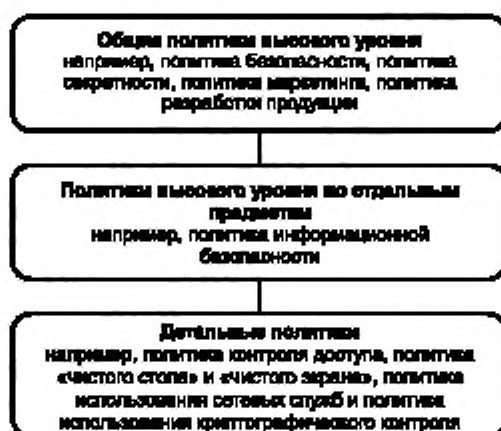 Общие политики высокого уровня
например, политика безопасности, политика
секретности, политика маркетинга, политика
разработки продукции
Политики высокого уровня по отдельным
предметам
например, политика информационной
безопасности
Детальные политики
например, политика контроля доступа, политика
«чистого стола» и «чистого экрана», политика
использования сетевых служб и политика
использования криптографического контроля